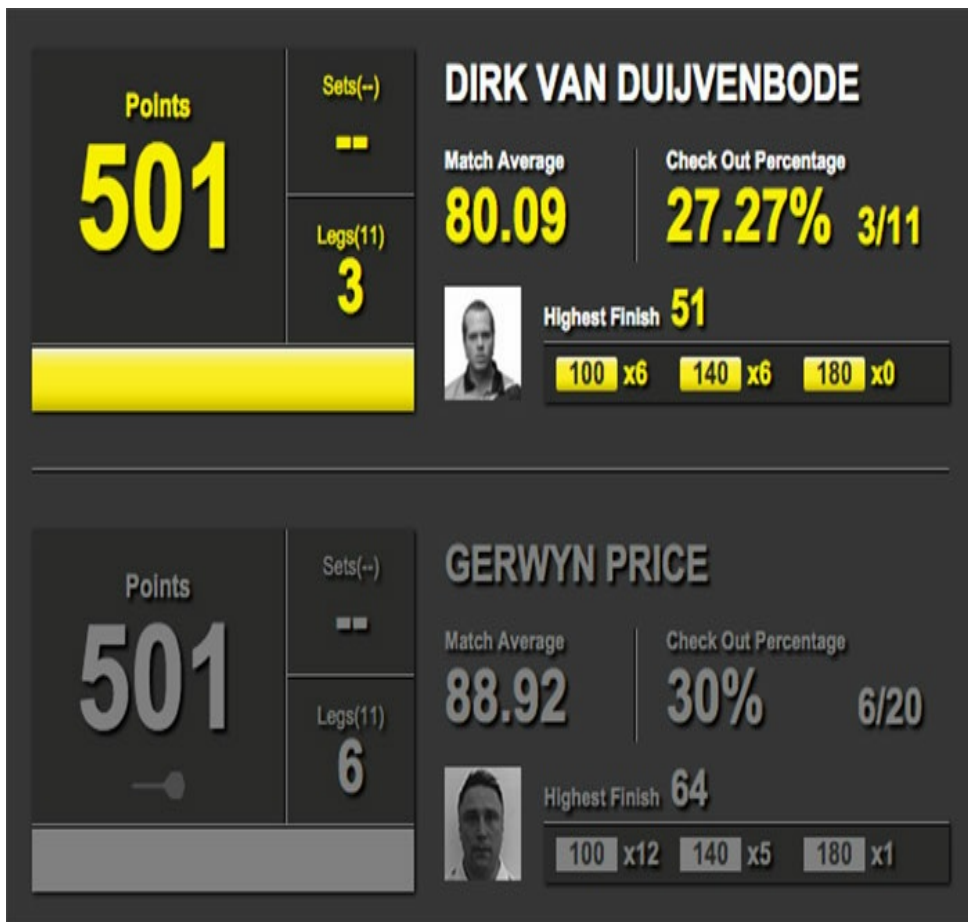 DIRK VAN DUIJVENBODE
Points
501
Sets(--)
--
Legs(11)
3
Match Average
80.09
Check Out Percentage
27.27% 3/11
Highest Finish 51
100 x6 140 x6 180 x0
GERWYN PRICE
Points
501
Sets(--)
--
Legs(11)
6
Match Average
88.92
Check Out Percentage
30% 6/20
Highest Finish 64
100 x12 140 x5 180 x1